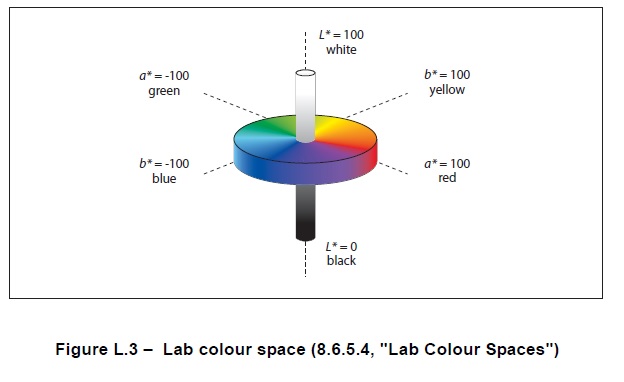 L* = 100
white
a* = -100
green
b* = 100
yellow
b* = -100
blue
a* = 100
red
L* = 0
black
Figure L.3 – Lab colour space (8.6.5.4, "Lab Colour Spaces")